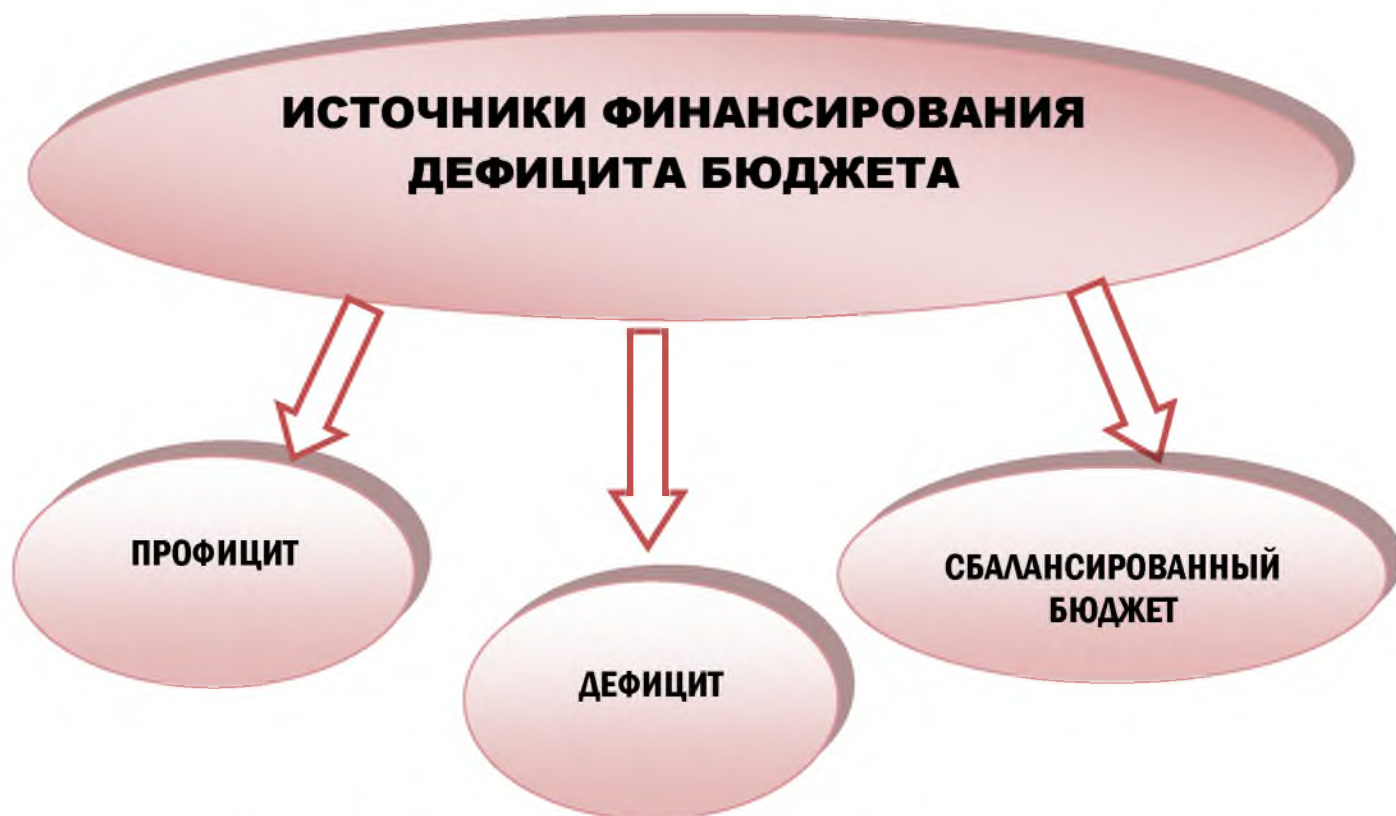 ИСТОЧНИКИ ФИНАНСИРОВАНИЯ
ДЕФИЦИТА БЮДЖЕТА
ПРОФИЦИТ
ДЕФИЦИТ
СБАЛАНСИРОВАННЫЙ
БЮДЖЕТ